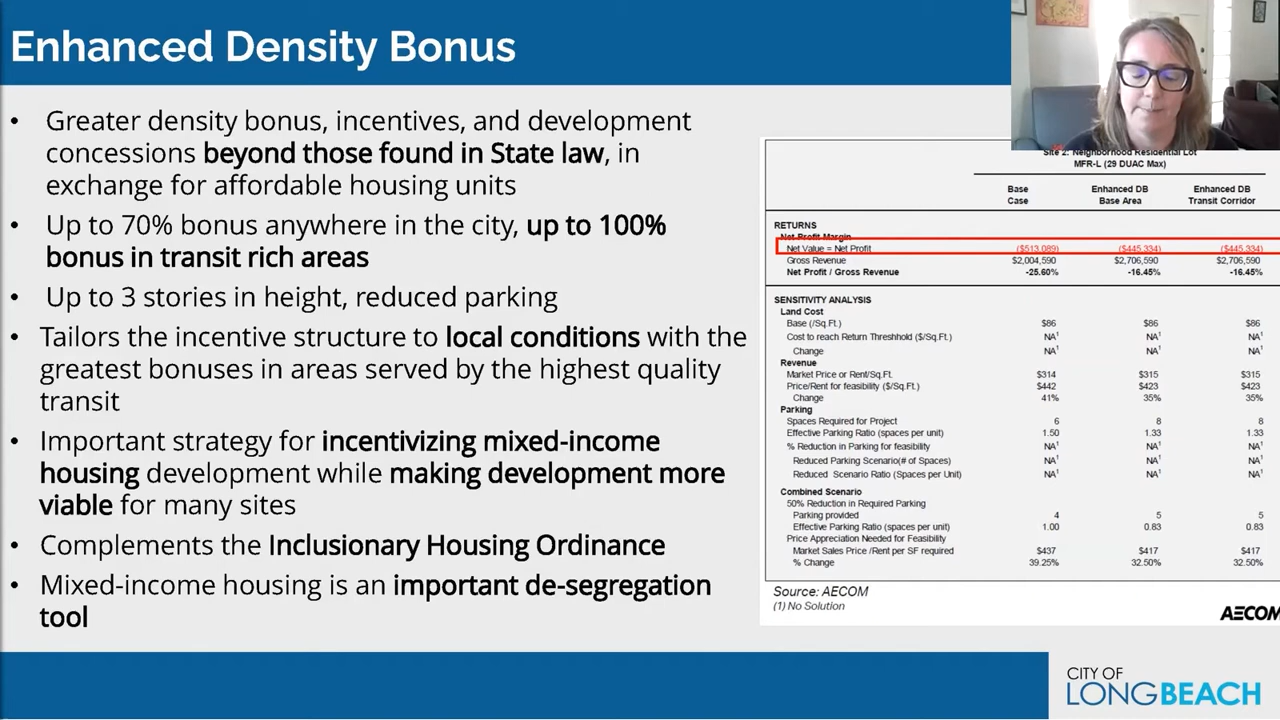 Enhanced Density Bonus
• Greater density bonus, incentives, and development
concessions beyond those found in State law, in
exchange for affordable housing units
• Up to 70% bonus anywhere in the city, up to 100%
bonus in transit rich areas
• Up to 3 stories in height, reduced parking
• Tailors the incentive structure to local conditions with the
greatest bonuses in areas served by the highest quality
transit
• Important strategy for incentivizing mixed-income
housing development while making development more
viable for many sites
• Complements the Inclusionary Housing Ordinance
• Mixed-income housing is an important de-segregation
tool
Site 2: Neighborhood Residential Lot
MFR-L (29 DUAC Max)
Base Enhanced DB Enhanced DB
Case Base Area Transit Corridor
RETURNS
Net Profit Margin
Net Value = Net Profit ($513,089) ($445,334) ($445,334)
Gross Revenue $2,004,590 $2,706,590 $2,706,590
Net Profit / Gross Revenue -25.60% -16.45% -16.45%
SENSITIVITY ANALYSIS
Land Cost
Base (/Sq.Ft.) $86 $86 $86
Cost to reach Return Threshhold ($/Sq.Ft.) NA¹ NA¹ NA¹
Change NA¹ NA¹ NA¹
Revenue
Market Price or Rent/Sq.Ft. $314 $315 $315
Price/Rent for feasibility ($/Sq.Ft.) $442 $423 $423
Change 41% 35% 35%
Parking
Spaces Required for Project 6 8 8
Effective Parking Ratio (spaces per unit) 1.50 1.33 1.33
% Reduction in Parking for feasibility NA¹ NA¹ NA¹
Reduced Parking Scenario(# of Spaces) NA¹ NA¹ NA¹
Reduced Scenario Ratio (Spaces per Unit) NA¹ NA¹ NA¹
Combined Scenario
50% Reduction in Required Parking
Parking provided 4 5 5
Effective Parking Ratio (spaces per unit) 1.00 0.83 0.83
Price Appreciation Needed for Feasibility
Market Sales Price /Rent per SF required $437 $417 $417
% Change 39.25% 32.50% 32.50%
Source: AECOM
(1) No Solution
AECOM
CITY OF
LONGBEACH